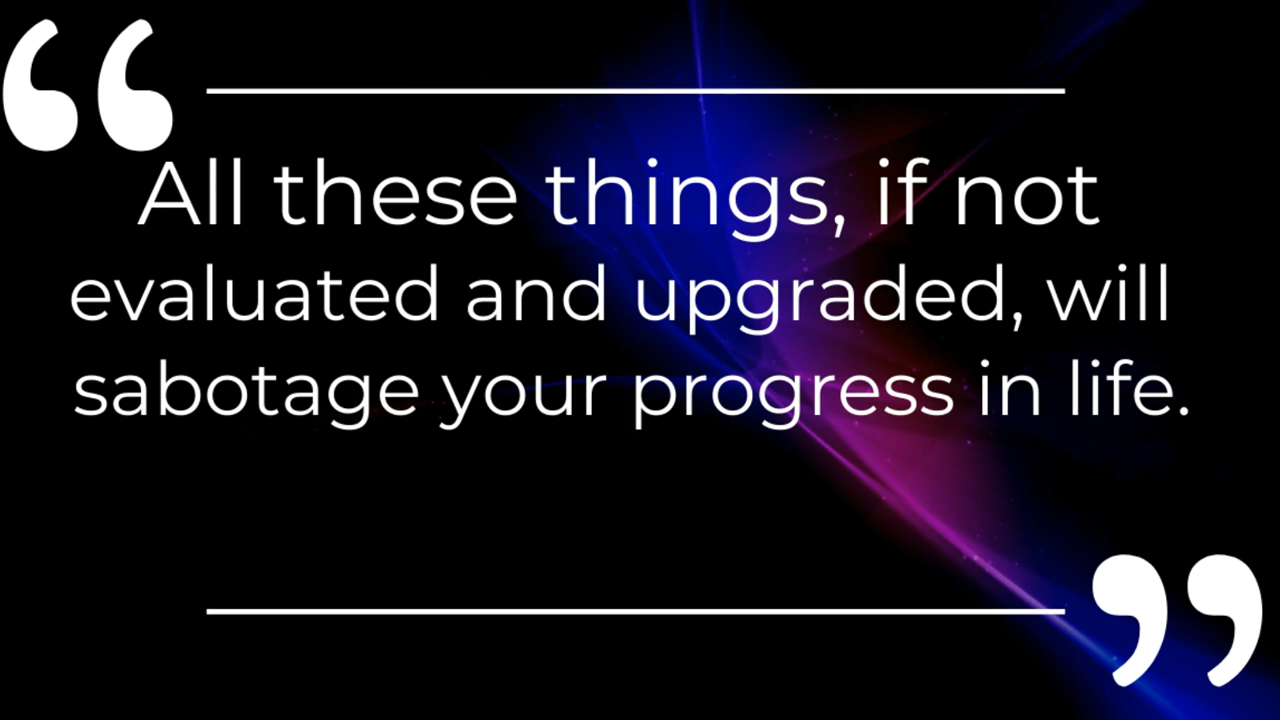 “
All these things, if not
evaluated and upgraded, will
sabotage your progress in life.
”